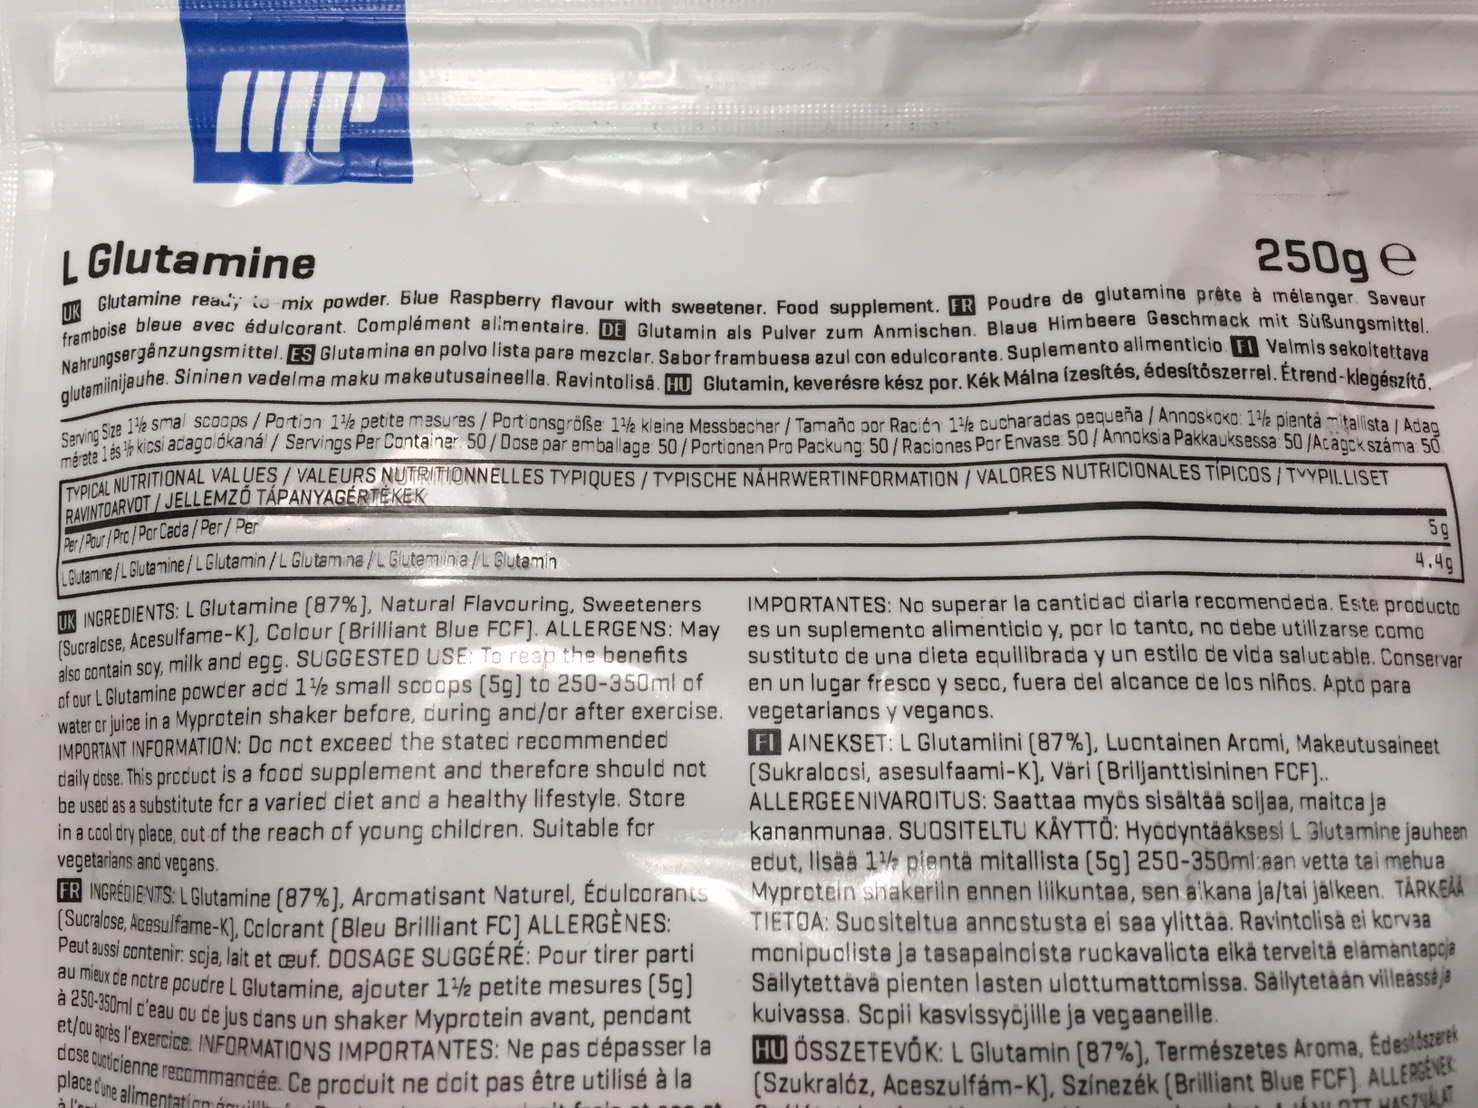 L Glutamine
250g e
UK Glutamine ready to mix powder. Blue Raspberry flavour with sweetener. Food supplement. FR Poudre de glutamine prête à mélanger. Saveur
framboise bleue avec édulcorant. Complément alimentaire. DE Glutamin als Pulver zum Anmischen. Blaue Himbeere Geschmack mit Süßungsmittel.
Nahrungsergänzungsmittel. ES Glutamina en polvo lista para mezclar. Sabor frambuesa azul con edulcorante. Suplemento alimenticio. FI Valmis sekoitettava
glutamiinijauhe. Sininen vadelma maku makeutusaineella. Ravintolisä. HU Glutamin, keverésre kész por. Kék Málna ízesítés, édesítőszerrel. Étrend-kiegészítő.
Serving Size 1½ small scoops / Portion: 1½ petite mesures / Portionsgröße: 1½ kleine Messbecher / Tamaño por Ración 1½ cucharadas pequeña / Annoskoko: 1½ pientä mitallista / Adag
mérete 1 és ½ kicsi adagolókanál / Servings Per Container: 50 / Dose par emballage: 50 / Portionen Pro Packung: 50 / Raciones Por Envase: 50 / Annoksia Pakkauksessa: 50 / Adagok száma: 50
TYPICAL NUTRITIONAL VALUES / VALEURS NUTRITIONNELLES TYPIQUES / TYPISCHE NÄHRWERTINFORMATION / VALORES NUTRICIONALES TÍPICOS / TYYPILLISET
RAVINTOARVOT / JELLEMZŐ TÁPANYAGÉRTÉKEK
Per / Pour / Pro / Por Cada / Per / Per 5g
L Glutamine / L Glutamine / L Glutamin / L Glutamina / L Glutamiinia / L Glutamin 4.4g
UK INGREDIENTS: L Glutamine (87%), Natural Flavouring, Sweeteners
(Sucralose, Acesulfame-K), Colour (Brilliant Blue FCF). ALLERGENS: May
also contain soy, milk and egg. SUGGESTED USE: To reap the benefits
of our L Glutamine powder add 1½ small scoops (5g) to 250-350ml of
water or juice in a Myprotein shaker before, during and/or after exercise.
IMPORTANT INFORMATION: Do not exceed the stated recommended
daily dose. This product is a food supplement and therefore should not
be used as a substitute for a varied diet and a healthy lifestyle. Store
in a cool dry place, out of the reach of young children. Suitable for
vegetarians and vegans.
FR INGRÉDIENTS: L Glutamine (87%), Aromatisant Naturel, Édulcorants
(Sucralose, Acesulfame-K), Colorant (Bleu Brilliant FC) ALLERGÈNES:
Peut aussi contenir: soja, lait et œuf. DOSAGE SUGGÉRÉ: Pour tirer parti
au mieux de notre poudre L Glutamine, ajouter 1½ petite mesures (5g)
à 250-350ml d'eau ou de jus dans un shaker Myprotein avant, pendant
et/ou après l'exercice. INFORMATIONS IMPORTANTES: Ne pas dépasser la
dose quoticienne recommandée. Ce produit ne doit pas être utilisé à la
place d'une alimentation
IMPORTANTES: No superar la cantidad diaria recomendada. Este producto
es un suplemento alimenticio y, por lo tanto, no debe utilizarse como
sustituto de una dieta equilibrada y un estilo de vida saludable. Conservar
en un lugar fresco y seco, fuera del alcance de los niños. Apto para
vegetarianos y veganos.
FI AINEKSET: L Glutamiini (87%), Luontainen Aromi, Makeutusaineet
(Sukraloosi, asesulfaami-K), Väri (Briljanttisininen FCF)..
ALLERGEENIVAROITUS: Saattaa myös sisältää soijaa, maitoa ja
kananmunaa. SUOSITELTU KÄYTTÖ: Hyödyntääksesi L Glutamine jauheen
edut, lisää 1½ pientä mitallista (5g) 250-350ml:aan vettä tai mehua
Myprotein shakeriin ennen liikuntaa, sen aikana ja/tai jälkeen. TÄRKEÄÄ
TIETOA: Suositeltua annostusta ei saa ylittää. Ravintolisä ei korvaa
monipuolista ja tasapainoista ruokavaliota eikä terveitä elämäntapoja
Säilytettävä pienten lasten ulottumattomissa. Säilytetään viileässä ja
kuivassa. Sopii kasvissyöjille ja vegaaneille.
HU ÖSSZETEVŐK: L Glutamin (87%), Természetes Aroma, Édesítőszerek
(Szukralóz, Aceszulfám-K), Színezék (Brilliant Blue FCF). ALLERGÉNEK: